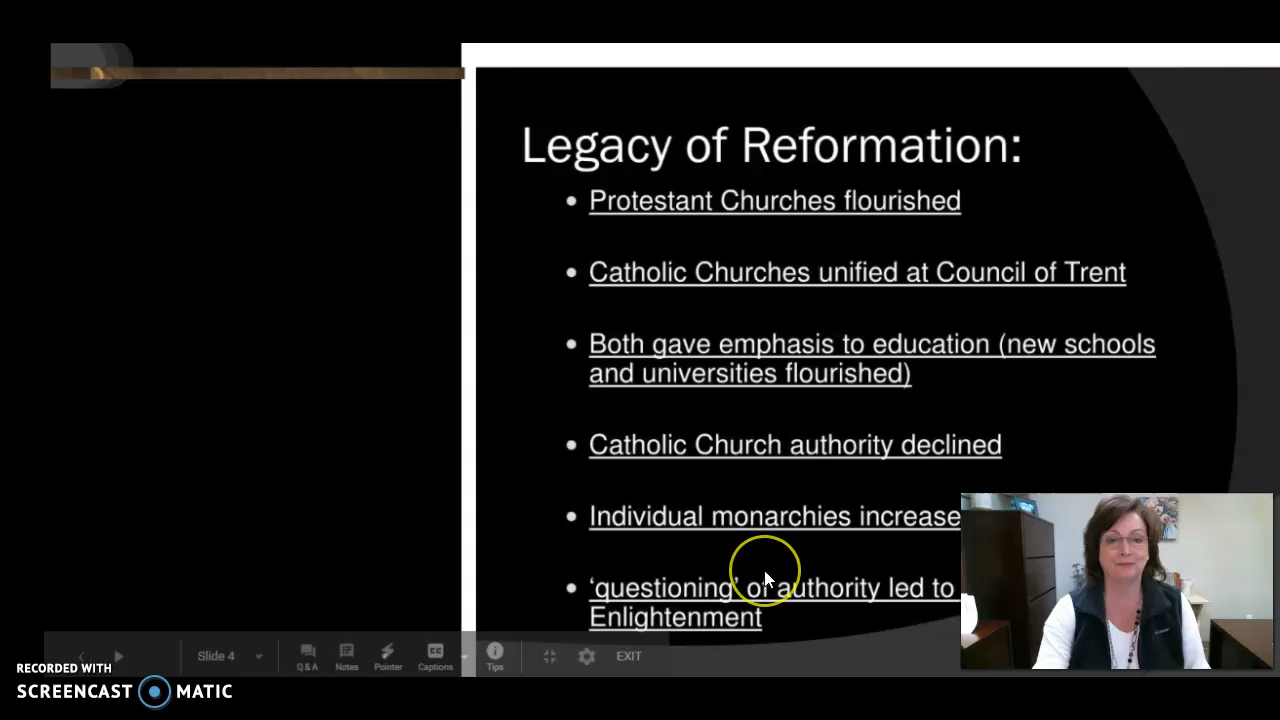 Legacy of Reformation:
• Protestant Churches flourished
• Catholic Churches unified at Council of Trent
• Both gave emphasis to education (new schools
and universities flourished)
• Catholic Church authority declined
• Individual monarchies increase
• ‘questioning’ of authority led to
Enlightenment
Slide 4
Q & A
Notes
Pointer
Captions
Tips
EXIT
RECORDED WITH
SCREENCAST MATIC